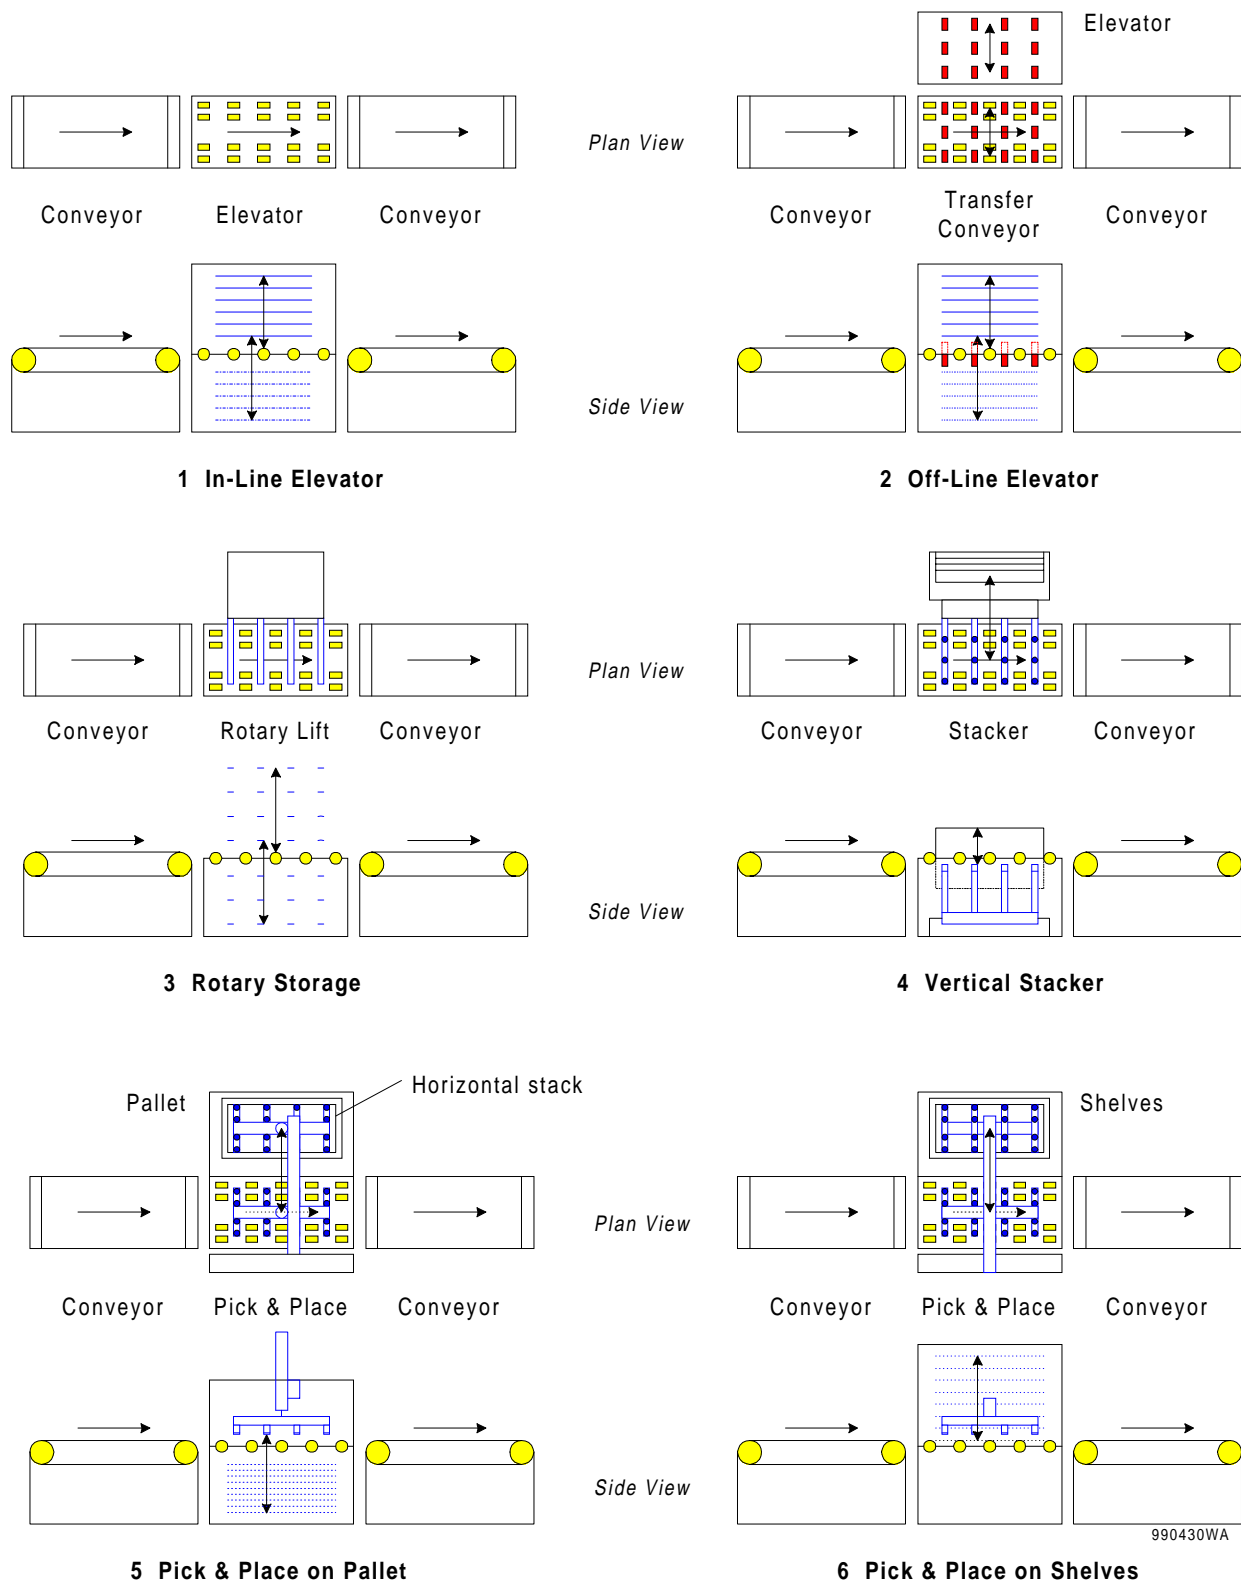 Elevator
Plan View
Conveyor
Elevator
Conveyor
Conveyor
Transfer
Conveyor
Conveyor
Side View
1 In-Line Elevator
2 Off-Line Elevator
Plan View
Conveyor
Rotary Lift
Conveyor
Conveyor
Stacker
Conveyor
Side View
3 Rotary Storage
4 Vertical Stacker
Pallet
Horizontal stack
Shelves
Plan View
Conveyor
Pick & Place
Conveyor
Conveyor
Pick & Place
Conveyor
Side View
990430WA
5 Pick & Place on Pallet
6 Pick & Place on Shelves